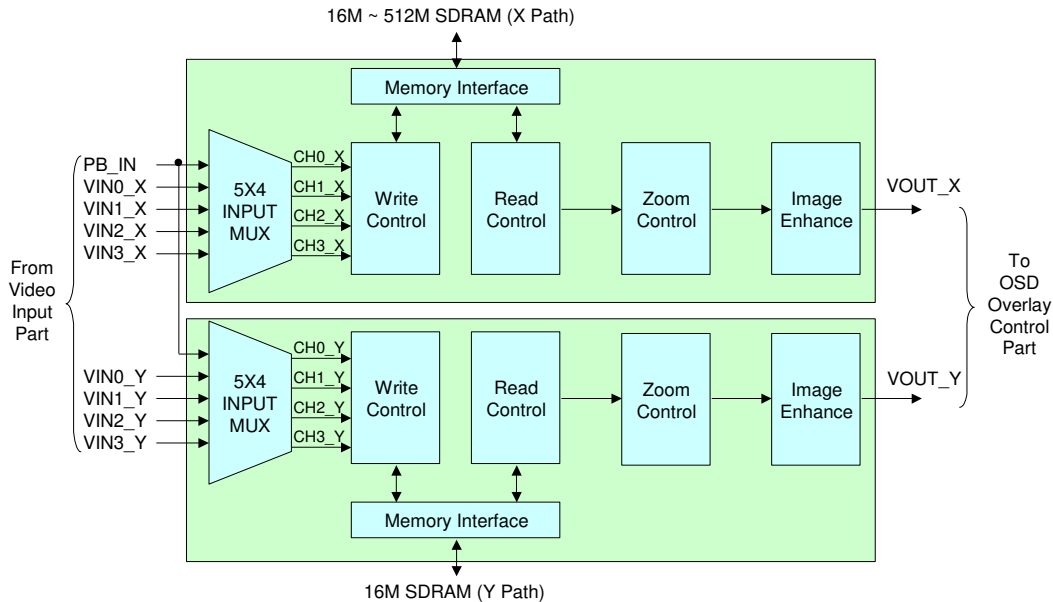 16M ~ 512M SDRAM (X Path)
Memory Interface
PB_IN
VIN0_X
VIN1_X
VIN2_X
VIN3_X
5X4
INPUT
MUX
CH0_X
CH1_X
CH2_X
CH3_X
Write
Control
Read
Control
Zoom
Control
Image
Enhance
VOUT_X
From
Video
Input
Part
To
OSD
Overlay
Control
Part
VIN0_Y
VIN1_Y
VIN2_Y
VIN3_Y
5X4
INPUT
MUX
CH0_Y
CH1_Y
CH2_Y
CH3_Y
Write
Control
Read
Control
Zoom
Control
Image
Enhance
VOUT_Y
Memory Interface
16M SDRAM (Y Path)